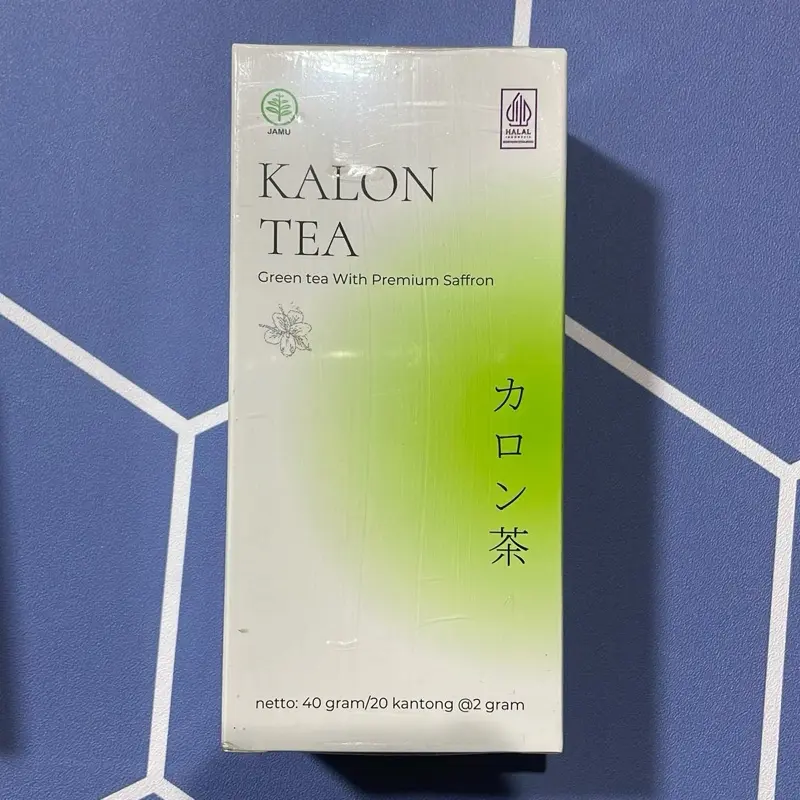 JAMU
HALAL
INDONESIA
KALON
TEA
Green tea With Premium Saffron
カロン茶
netto: 40 gram/20 kantong @2 gram